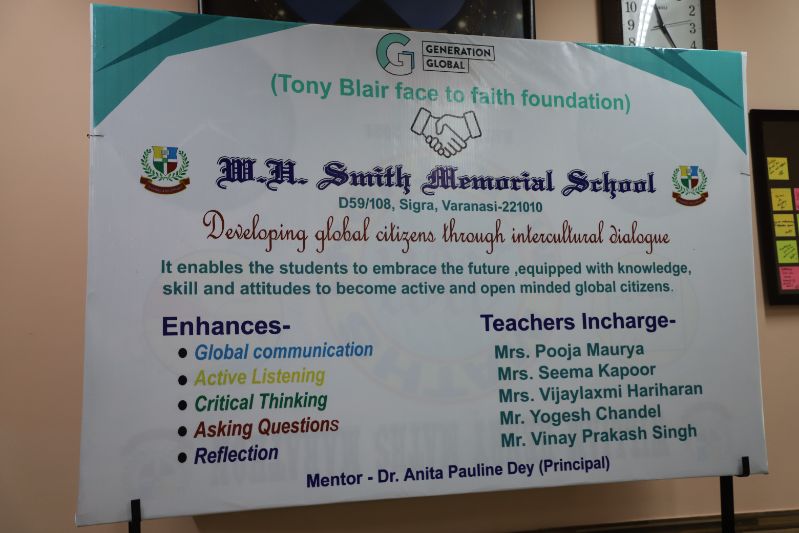 GENERATION
GLOBAL
(Tony Blair face to faith foundation)
W.H. Smith Memorial School
D59/108, Sigra, Varanasi-221010
Developing global citizens through intercultural dialogue
It enables the students to embrace the future ,equipped with knowledge,
skill and attitudes to become active and open minded global citizens.
Enhances-
• Global communication
• Active Listening
• Critical Thinking
• Asking Questions
• Reflection
Teachers Incharge-
Mrs. Pooja Maurya
Mrs. Seema Kapoor
Mrs. Vijaylaxmi Hariharan
Mr. Yogesh Chandel
Mr. Vinay Prakash Singh
Mentor - Dr. Anita Pauline Dey (Principal)